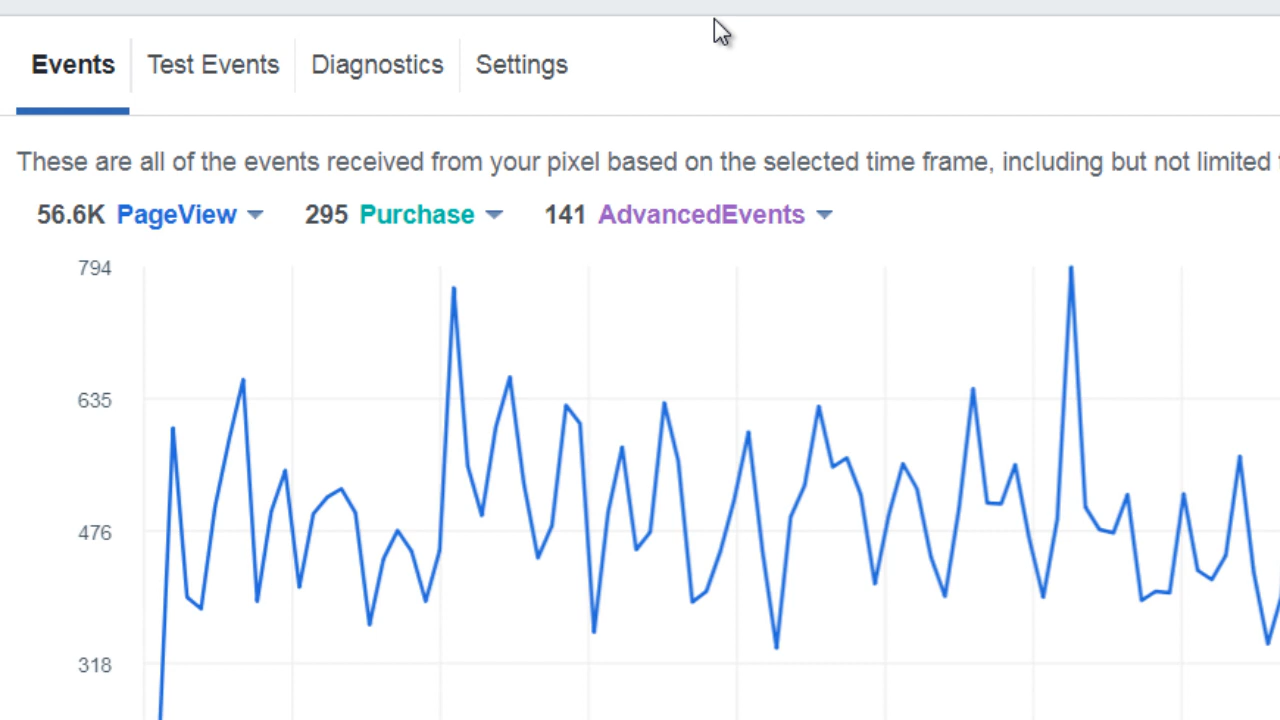 Events Test Events Diagnostics Settings
These are all of the events received from your pixel based on the selected time frame, including but not limited
56.6K PageView 295 Purchase 141 AdvancedEvents
794
635
476
318